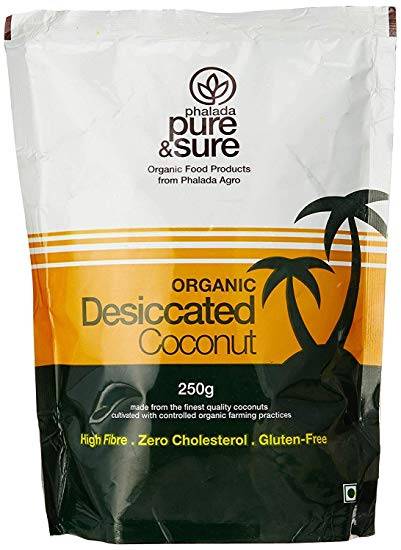 phalada
pure
&sure
Organic Food Products
from Phalada Agro
ORGANIC
Desiccated
Coconut
250g
made from the finest quality coconuts
cultivated with controlled organic farming practices
High Fibre . Zero Cholesterol . Gluten-Free